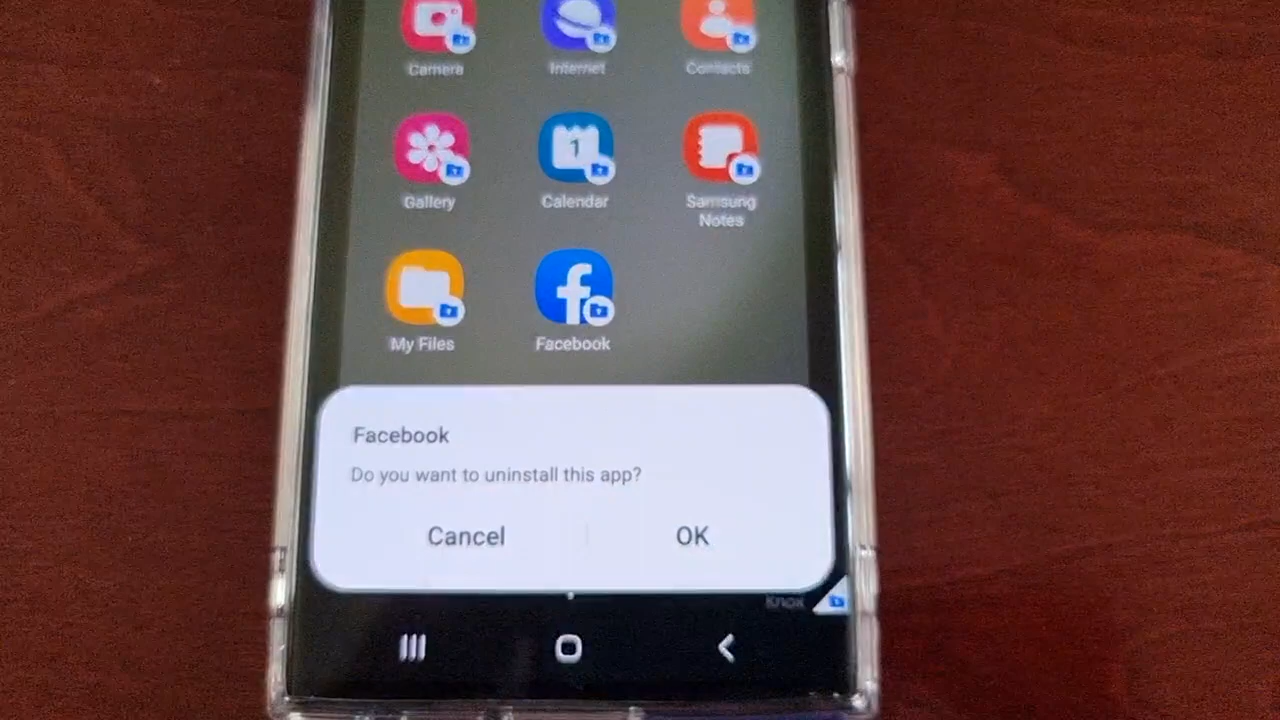 Camera Internet Contacts
1
Gallery Calendar Samsung
Notes
My Files Facebook
Facebook
Do you want to uninstall this app?
Cancel OK
Knox